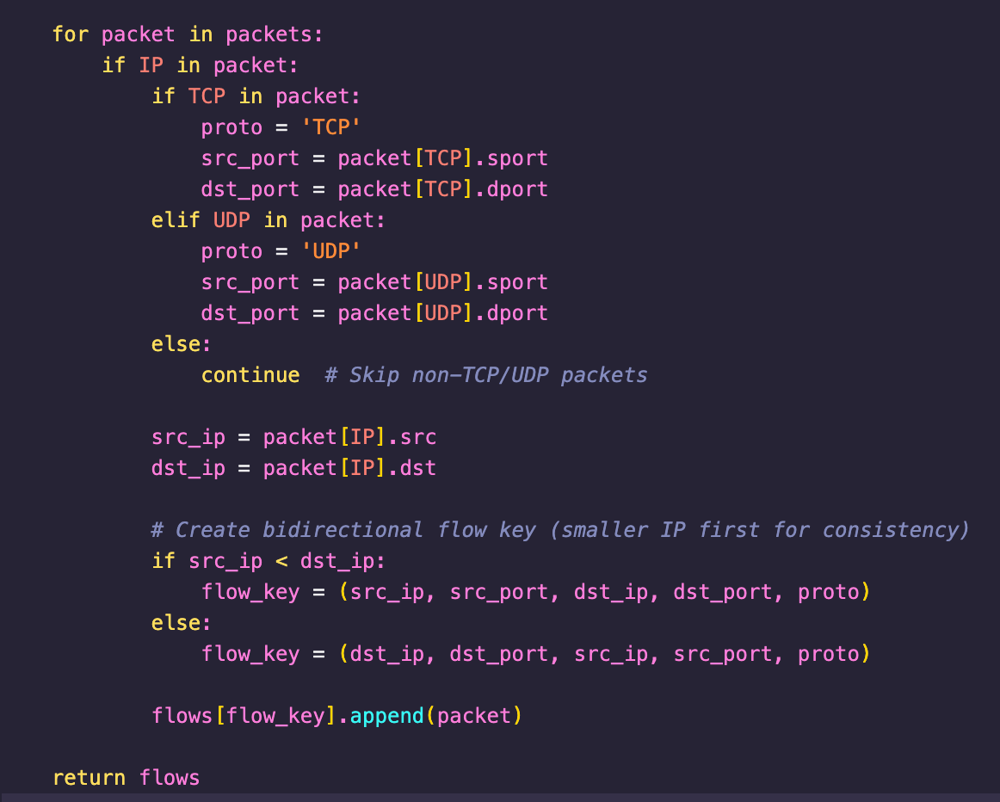 for packet in packets:
    if IP in packet:
        if TCP in packet:
            proto = 'TCP'
            src_port = packet[TCP].sport
            dst_port = packet[TCP].dport
        elif UDP in packet:
            proto = 'UDP'
            src_port = packet[UDP].sport
            dst_port = packet[UDP].dport
        else:
            continue  # Skip non-TCP/UDP packets

        src_ip = packet[IP].src
        dst_ip = packet[IP].dst

        # Create bidirectional flow key (smaller IP first for consistency)
        if src_ip < dst_ip:
            flow_key = (src_ip, src_port, dst_ip, dst_port, proto)
        else:
            flow_key = (dst_ip, dst_port, src_ip, src_port, proto)

        flows[flow_key].append(packet)

return flows